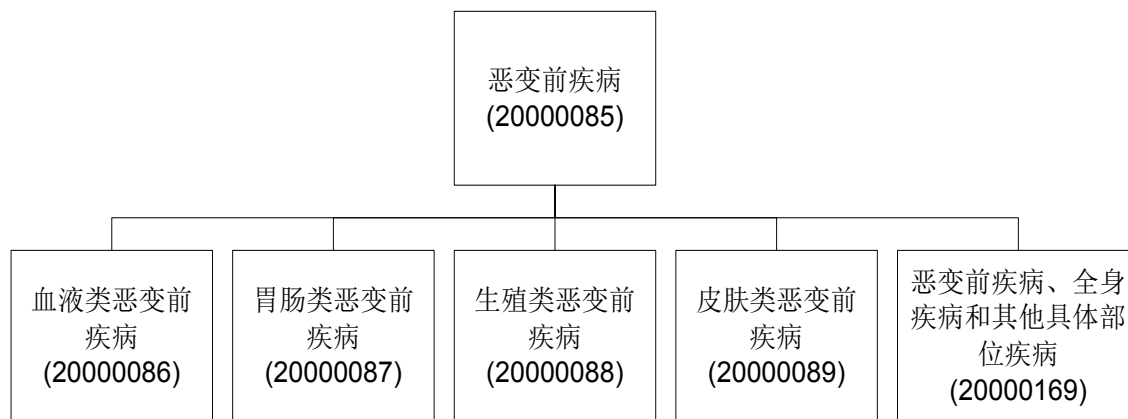 恶变前疾病
(20000085)
血液类恶变前
疾病
(20000086)
胃肠类恶变前
疾病
(20000087)
生殖类恶变前
疾病
(20000088)
皮肤类恶变前
疾病
(20000089)
恶变前疾病、全身
疾病和其他具体部
位疾病
(20000169)